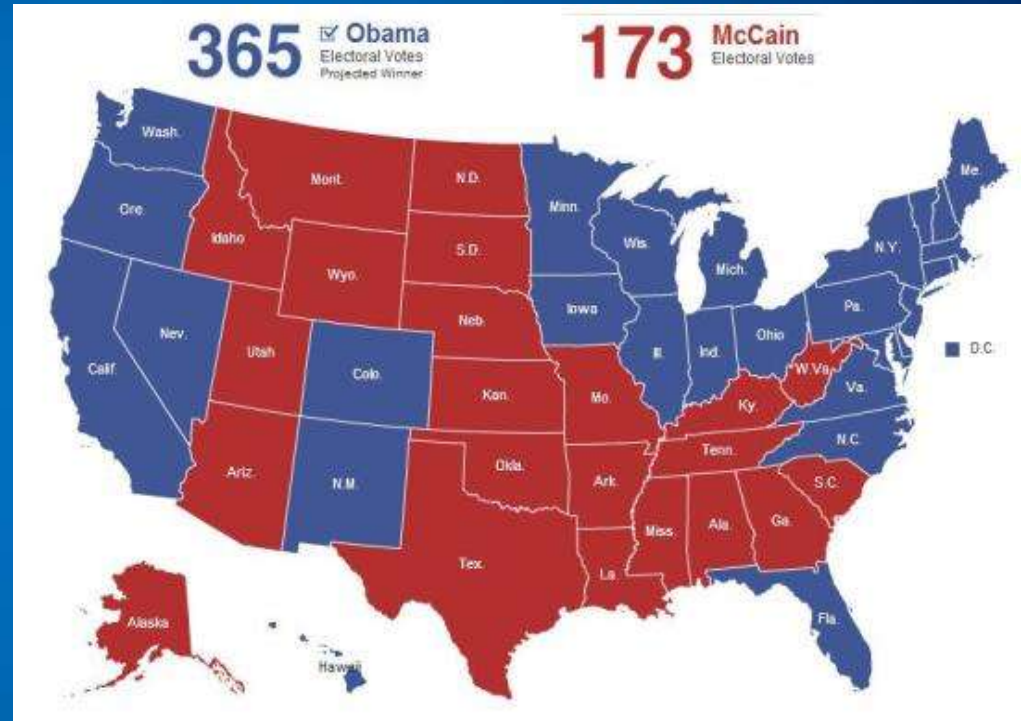 365
Obama
Electoral Votes
Projected Winner
173
McCain
Electoral Votes
Wash.
Mont.
N.D.
Minn.
Me.
Ore.
Idaho
S.D.
Wis.
Mich.
N.Y.
Wyo.
Iowa
Pa.
Neb.
Nev.
Utah
Colo.
Ill.
Ind.
Ohio
D.C.
Calif.
Kan.
Mo.
W.Va.
Va.
Ky.
N.C.
Ariz.
N.M.
Okla.
Ark.
Tenn.
S.C.
Tex.
La.
Miss.
Ala.
Ga.
Fla.
Alaska
Hawaii